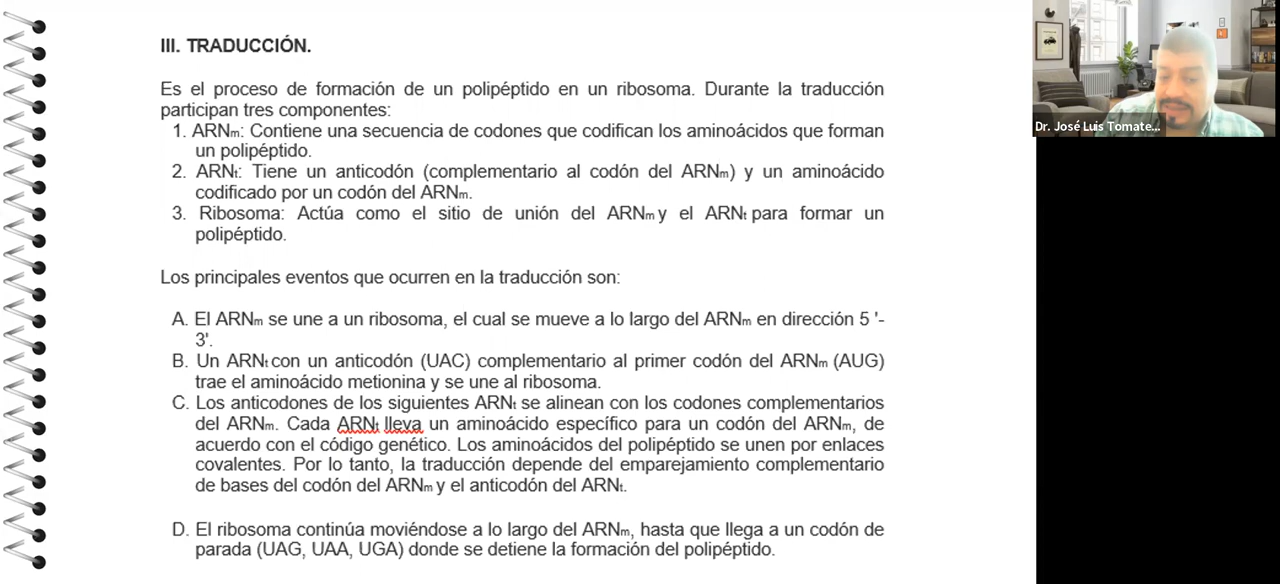 III. TRADUCCIÓN.
Es el proceso de formación de un polipéptido en un ribosoma. Durante la traducción
participan tres componentes:
1. ARNm: Contiene una secuencia de codones que codifican los aminoácidos que forman
un polipéptido.
2. ARNt: Tiene un anticodón (complementario al codón del ARNm) y un aminoácido
codificado por un codón del ARNm.
3. Ribosoma: Actúa como el sitio de unión del ARNm y el ARNt para formar un
polipéptido.
Los principales eventos que ocurren en la traducción son:
A. El ARNm se une a un ribosoma, el cual se mueve a lo largo del ARNm en dirección 5 '-
3'.
B. Un ARNt con un anticodón (UAC) complementario al primer codón del ARNm (AUG)
trae el aminoácido metionina y se une al ribosoma.
C. Los anticodones de los siguientes ARNt se alinean con los codones complementarios
del ARNm. Cada ARNt lleva un aminoácido específico para un codón del ARNm, de
acuerdo con el código genético. Los aminoácidos del polipéptido se unen por enlaces
covalentes. Por lo tanto, la traducción depende del emparejamiento complementario
de bases del codón del ARNm y el anticodón del ARNt.
D. El ribosoma continúa moviéndose a lo largo del ARNm, hasta que llega a un codón de
parada (UAG, UAA, UGA) donde se detiene la formación del polipéptido.
Dr. José Luis Tomate...